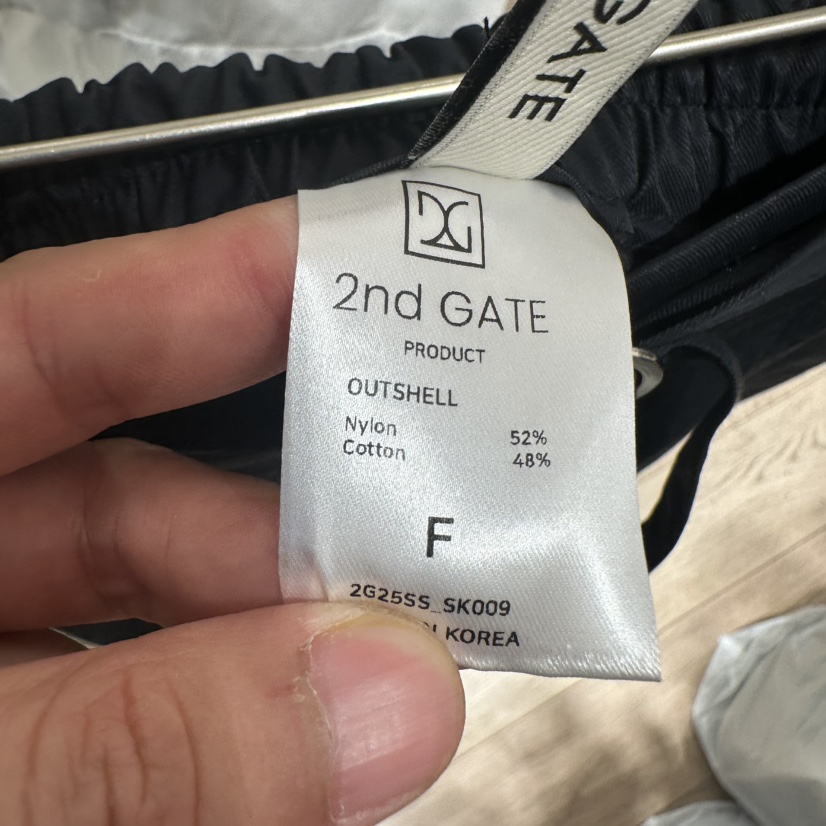 GATE
2nd GATE
PRODUCT
OUTSHELL
Nylon 52%
Cotton 48%
F
2G25SS_SK009
KOREA